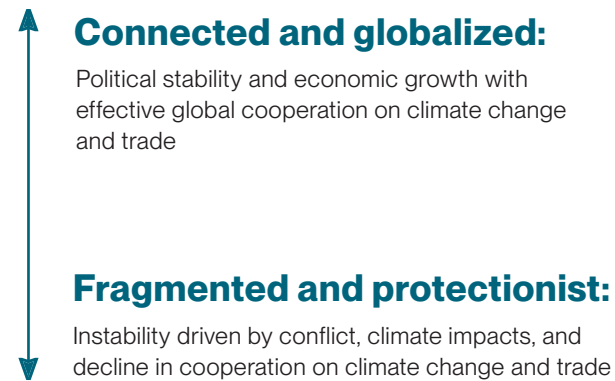 Connected and globalized:
Political stability and economic growth with
effective global cooperation on climate change
and trade
Fragmented and protectionist:
Instability driven by conflict, climate impacts, and
decline in cooperation on climate change and trade